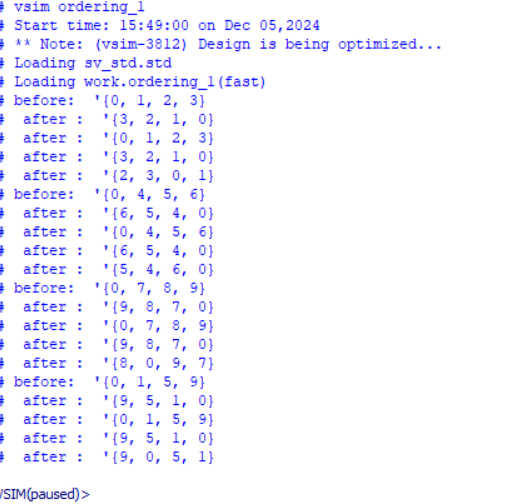 # vsim ordering_1
# Start time: 15:49:00 on Dec 05,2024
# ** Note: (vsim-3812) Design is being optimized...
# Loading sv_std.std
# Loading work.ordering_1(fast)
# before:  '{0, 1, 2, 3}
#  after :  '{3, 2, 1, 0}
#  after :  '{0, 1, 2, 3}
#  after :  '{3, 2, 1, 0}
#  after :  '{2, 3, 0, 1}
# before:  '{0, 4, 5, 6}
#  after :  '{6, 5, 4, 0}
#  after :  '{0, 4, 5, 6}
#  after :  '{6, 5, 4, 0}
#  after :  '{5, 4, 6, 0}
# before:  '{0, 7, 8, 9}
#  after :  '{9, 8, 7, 0}
#  after :  '{0, 7, 8, 9}
#  after :  '{9, 8, 7, 0}
#  after :  '{8, 0, 9, 7}
# before:  '{0, 1, 5, 9}
#  after :  '{9, 5, 1, 0}
#  after :  '{0, 1, 5, 9}
#  after :  '{9, 5, 1, 0}
#  after :  '{9, 0, 5, 1}
VSIM(paused)>